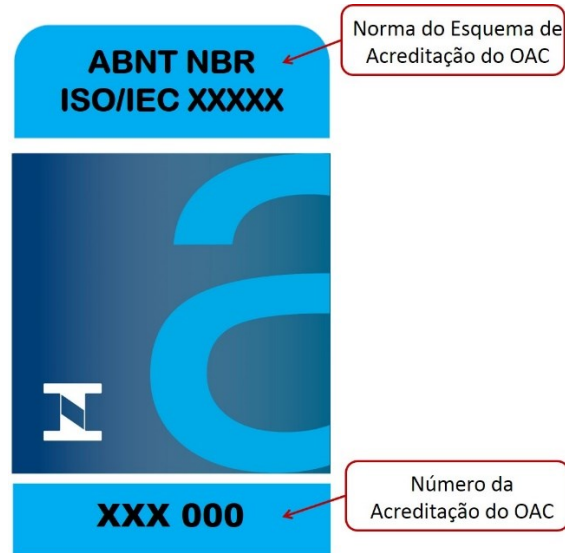 ABNT NBR
ISO/IEC XXXXX
Norma do Esquema de
Acreditação do OAC
XXX 000
Número da
Acreditação do OAC